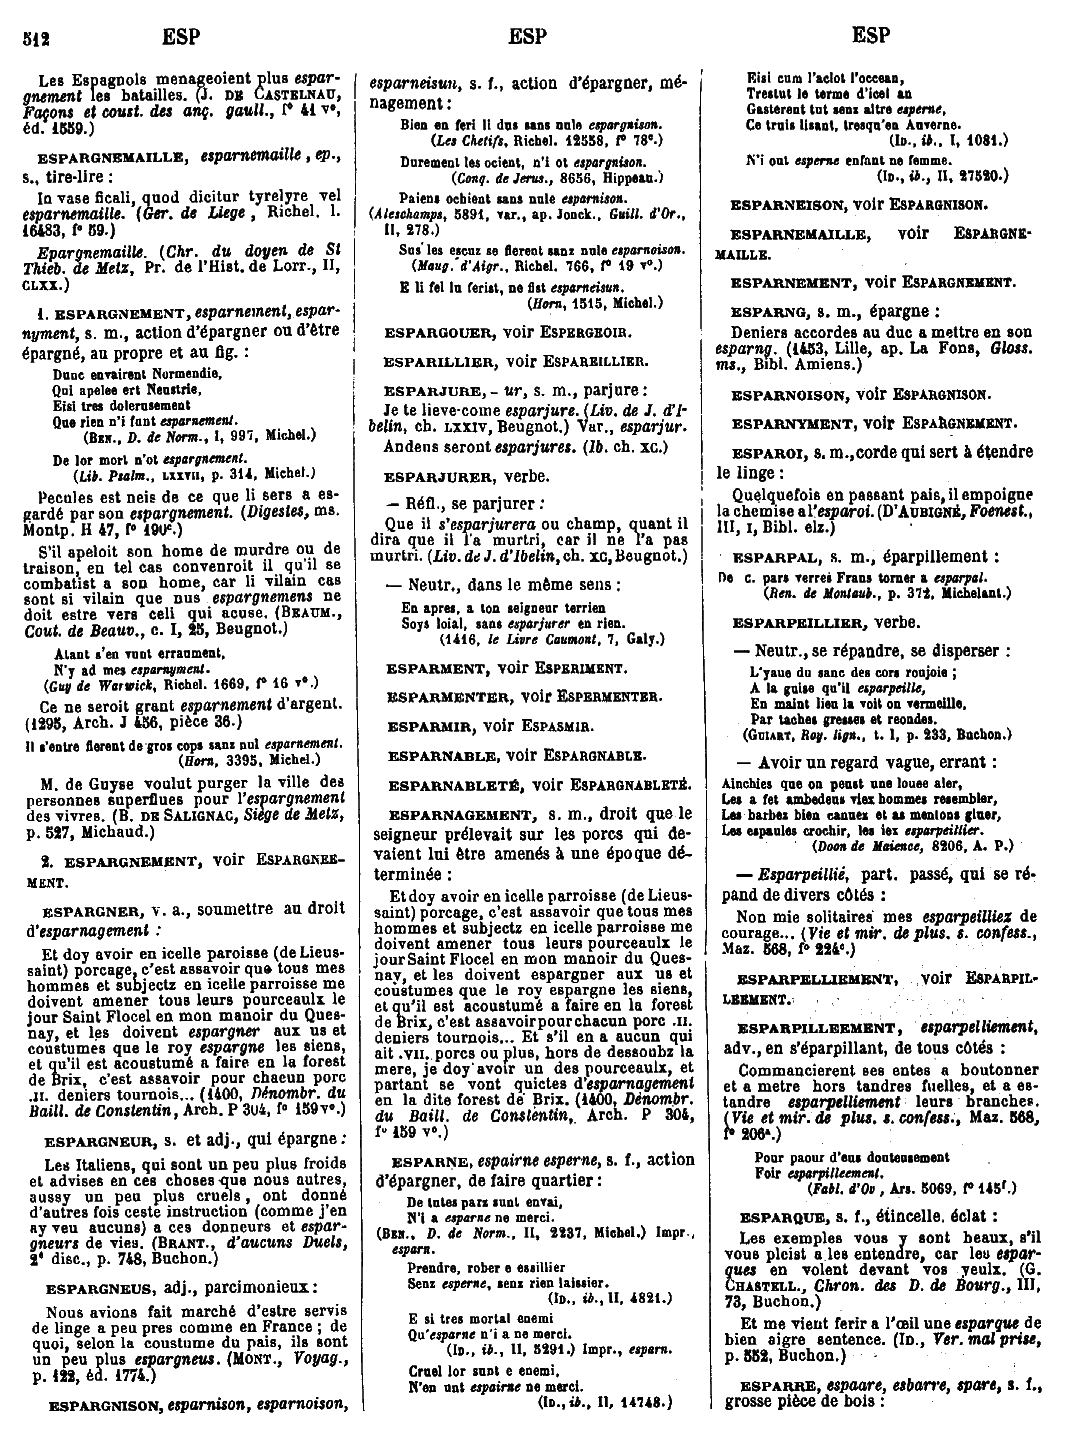 512 ESP ESP ESP
Les Espagnols menageoient plus espar-
gnement les batailles. (J. DE CASTELNAU,
Façons et coust. des anç. gaull., f° 41 v°,
éd. 1559.)
ESPARGNEMAILLE, esparnemaille, ep.,
s., tire-lire :
In vase ficali, quod dicitur tyrelyre vel
esparnemaille. (Ger. de Liege, Richel. l.
16483, f° 59.)
Epargnemaille. (Chr. du doyen de St
Thieb. de Metz, Pr. de l'Hist. de Lorr., II,
CLXX.)
1. ESPARGNEMENT, esparnement, espar-
nyment, s. m., action d'épargner ou d'être
épargné, au propre et au fig. :
Dunc envairent Normendie,
Qui apelee ert Neustrie,
Eisi tres dolerusement
Que rien n'i funt esparnement.
(BEN., D. de Norm., I, 997, Michel.)
De lor mort n'ot espargnement.
(Lib. Psalm., LXXVII, p. 314, Michel.)
Pecules est neis de ce que li sers a es-
gardé par son espargnement. (Digestes, ms.
Montp. H 47, f° 190c.)
S'il apeloit son home de murdre ou de
traison, en tel cas convenroit il qu'il se
combatist a son home, car li vilain cas
sont si vilain que nus espargnemens ne
doit estre vers celi qui acuse. (BEAUM.,
Cout. de Beauv., c. I, 25, Beugnot.)
Atant s'en vunt erraument,
N'y ad mes esparnyment.
(Guy de Warwick, Richel. 1669, f° 16 v°.)
Ce ne seroit grant esparnement d'argent.
(1295, Arch. J 456, pièce 36.)
Il s'entre fierent de gros cops sanz nul esparnement.
(Horn, 3395, Michel.)
M. de Guyse voulut purger la ville des
personnes superflues pour l'espargnement
des vivres. (B. DE SALIGNAC, Siège de Metz,
p. 527, Michaud.)
2. ESPARGNEMENT, voir ESPARGNEE-
MENT.
ESPARGNER, v. a., soumettre au droit
d'esparnagement :
Et doy avoir en icelle paroisse (de Lieus-
saint) porcage, c'est assavoir que tous mes
hommes et subjectz en icelle parroisse me
doivent amener tous leurs pourceaulx le
jour Saint Flocel en mon manoir du Ques-
nay, et les doivent espargner aux us et
coustumes que le roy espargne les siens,
et qu'il est acoustumé a faire en la forest
de Brix, c'est assavoir pour chacun porc
.II. deniers tournois... (1400, Dénombr. du
Baill. de Constentin, Arch. P 304, f° 159 v°.)
ESPARGNEUR, s. et adj., qui épargne :
Les Italiens, qui sont un peu plus froids
et advises en ces choses que nous autres,
aussy un peu plus cruels, ont donné
d'autres fois ceste instruction (comme j'en
ay veu aucuns) a ces donneurs et espar-
gneurs de vies. (BRANT., d'aucuns Duels,
2e disc., p. 748, Buchon.)
ESPARGNEUS, adj., parcimonieux :
Nous avions fait marché d'estre servis
de linge a peu pres comme en France ; de
quoi, selon la coustume du pais, ils sont
un peu plus espargneus. (MONT., Voyag.,
p. 122, éd. 1774.)
ESPARGNISON, esparnison, esparnoison,
esparneisun, s. f., action d'épargner, mé-
nagement :
Bien en feri li dus sans nule espargnison.
(Les Chetifs, Richel. 12558, f° 78c.)
Durement les ocient, n'i ot espargnison.
(Conq. de Jerus., 8656, Hippeau.)
Paiens ochient sans nule esparnison.
(Aleschamps, 5891, var., ap. Jonck., Guill. d'Or.,
II, 278.)
Sus les escuz se fierent sanz nule esparnoison.
(Maug. d'Aigr., Richel. 766, f° 19 v°.)
E li fel lu ferist, ne fist esparneisun.
(Horn, 1515, Michel.)
ESPARGOUER, voir ESPERGEOIR.
ESPARILLIER, voir ESPAREILLIER.
ESPARJURE, - ur, s. m., parjure :
Je te lieve come esparjure. (Liv. de J. d'I-
belin, ch. LXXIV, Beugnot.) Var., esparjur.
Andens seront esparjures. (Ib. ch. XC.)
ESPARJURER, verbe.
— Réfl., se parjurer :
Que il s'esparjurera ou champ, quant il
dira que il l'a murtri, car il ne l'a pas
murtri. (Liv. de J. d'Ibelin, ch. XC, Beugnot.)
— Neutr., dans le même sens :
En apres, a ton seigneur terrien
Soys loial, sans esparjurer en rien.
(1416, le Livre Caumont, 7, Galy.)
ESPARMENT, voir ESPERIMENT.
ESPARMENTER, voir ESPERMENTER.
ESPARMIR, voir ESPASMIR.
ESPARNABLE, voir ESPARGNABLE.
ESPARNABLETÉ, voir ESPARGNABLETÉ.
ESPARNAGEMENT, s. m., droit que le
seigneur prélevait sur les porcs qui de-
vaient lui être amenés à une époque dé-
terminée :
Et doy avoir en icelle parroisse (de Lieus-
saint) porcage, c'est assavoir que tous mes
hommes et subjectz en icelle parroisse me
doivent amener tous leurs pourceaulx le
jour Saint Flocel en mon manoir du Ques-
nay, et les doivent espargner aux us et
coustumes que le roy espargne les siens,
et qu'il est acoustumé a faire en la forest
de Brix, c'est assavoir pour chacun porc .II.
deniers tournois... Et s'il en a aucun qui
ait .VII. porcs ou plus, hors de dessoubz la
mere, je doy avoir un des pourceaulx, et
partant se vont quictes d'esparnagement
en la dite forest de Brix. (1400, Dénombr.
du Baill. de Constentin, Arch. P 304,
f° 159 v°.)
ESPARNE, espairne esperne, s. f., action
d'épargner, de faire quartier :
De tutes parz sunt envai,
N'i a esparne ne merci.
(BEN., D. de Norm., II, 2237, Michel.) Impr.,
esparn.
Prendre, rober e essillier
Senz esperne, senz rien laissier.
(ID., ib., II, 4821.)
E si tres mortal enemi
Qu'esparne n'i a ne merci.
(ID., ib., II, 5291.) Impr., esparn.
Cruel lor sunt e enemi,
N'en unt espairne ne merci.
(ID., ib., II, 14748.)
Eisi cum l'aclot l'occean,
Trestut le terme d'icel an
Gasterent tut senz altre esperne,
Ce truis lisant, tresqu'en Auverne.
(ID., ib., I, 1081.)
N'i out esperne enfant ne femme.
(ID., ib., II, 27520.)
ESPARNEISON, voir ESPARGNISON.
ESPARNEMAILLE, voir ESPARGNE-
MAILLE.
ESPARNEMENT, voir ESPARGNEMENT.
ESPARNG, s. m., épargne :
Deniers accordes au duc a mettre en son
esparng. (1453, Lille, ap. La Fons, Gloss.
ms., Bibl. Amiens.)
ESPARNOISON, voir ESPARGNISON.
ESPARNYMENT, voir ESPARGNEMENT.
ESPAROI, s. m., corde qui sert à étendre
le linge :
Quelquefois en passant pais, il empoigne
la chemise a l'esparoi. (D'AUBIGNÉ, Foenest.,
III, I, Bibl. elz.)
ESPARPAL, s. m., éparpillement :
De c. pars verrei Frans torner a esparpal.
(Ren. de Montaub., p. 372, Michelant.)
ESPARPEILLIER, verbe.
— Neutr., se répandre, se disperser :
L'yaue du sanc des cors roujoie ;
A la guise qu'il esparpeille,
En maint lieu la voit on vermeille,
Par taches gresses et reondes.
(GUIART, Roy. lign., t. I, p. 233, Buchon.)
— Avoir un regard vague, errant :
Ainchies que on peust une louee aler,
Les a fet ambedeus viex hommes resembler,
Les barbes bien cannez et as mentons gluer,
Les espaules crochir, les iex esparpeillier.
(Doon de Maience, 8206, A. P.)
— Esparpeillié, part. passé, qui se ré-
pand de divers côtés :
Non mie solitaires mes esparpeilliez de
courage... (Vie et mir. de plus. s. confess.,
Maz. 568, f° 224c.)
ESPARPELLIEMENT, voir ESPARPIL-
LEEMENT.
ESPARPILLEEMENT, esparpelliement,
adv., en s'éparpillant, de tous côtés :
Commancierent ses entes a boutonner
et a metre hors tandres fuelles, et a es-
tandre esparpelliement leurs branches.
(Vie et mir. de plus. s. confess., Maz. 568,
f° 206a.)
Pour paour d'eus douteusement
Foir esparpilleement.
(Fabl. d'Ov, Ars. 5069, f° 145f.)
ESPARQUE, s. f., étincelle, éclat :
Les exemples vous y sont beaux, s'il
vous pleist a les entendre, car les espar-
ques en volent devant vos yeulx. (G.
CHASTELL., Chron. des D. de Bourg., III,
73, Buchon.)
Et me vient ferir a l'œil une esparque de
bien aigre sentence. (ID., Ver. mal prise,
p. 552, Buchon.)
ESPARRE, espaare, esbarre, spare, s. f.,
grosse pièce de bois :